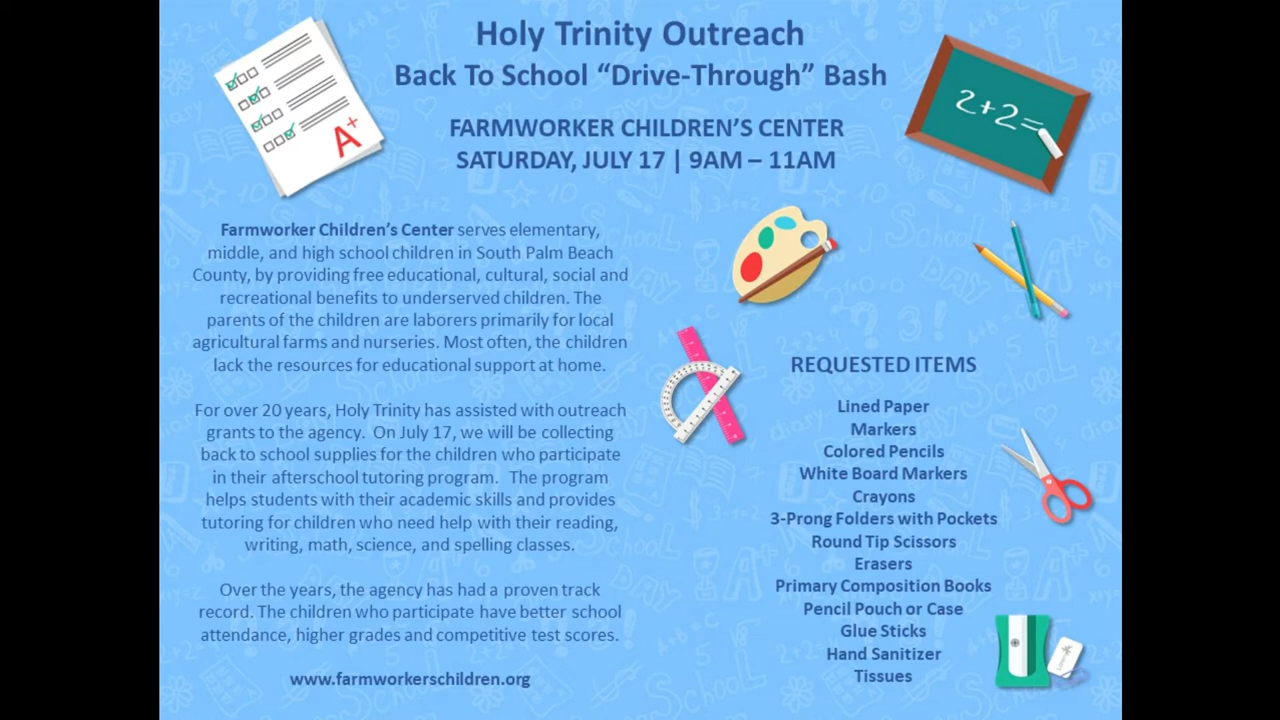 Holy Trinity Outreach
Back To School “Drive-Through” Bash
FARMWORKER CHILDREN’S CENTER
SATURDAY, JULY 17 | 9AM – 11AM
A+
2+2=
Farmworker Children’s Center serves elementary,
middle, and high school children in South Palm Beach
County, by providing free educational, cultural, social and
recreational benefits to underserved children. The
parents of the children are laborers primarily for local
agricultural farms and nurseries. Most often, the children
lack the resources for educational support at home.
For over 20 years, Holy Trinity has assisted with outreach
grants to the agency. On July 17, we will be collecting
back to school supplies for the children who participate
in their afterschool tutoring program. The program
helps students with their academic skills and provides
tutoring for children who need help with their reading,
writing, math, science, and spelling classes.
Over the years, the agency has had a proven track
record. The children who participate have better school
attendance, higher grades and competitive test scores.
www.farmworkerschildren.org
REQUESTED ITEMS
Lined Paper
Markers
Colored Pencils
White Board Markers
Crayons
3-Prong Folders with Pockets
Round Tip Scissors
Erasers
Primary Composition Books
Pencil Pouch or Case
Glue Sticks
Hand Sanitizer
Tissues